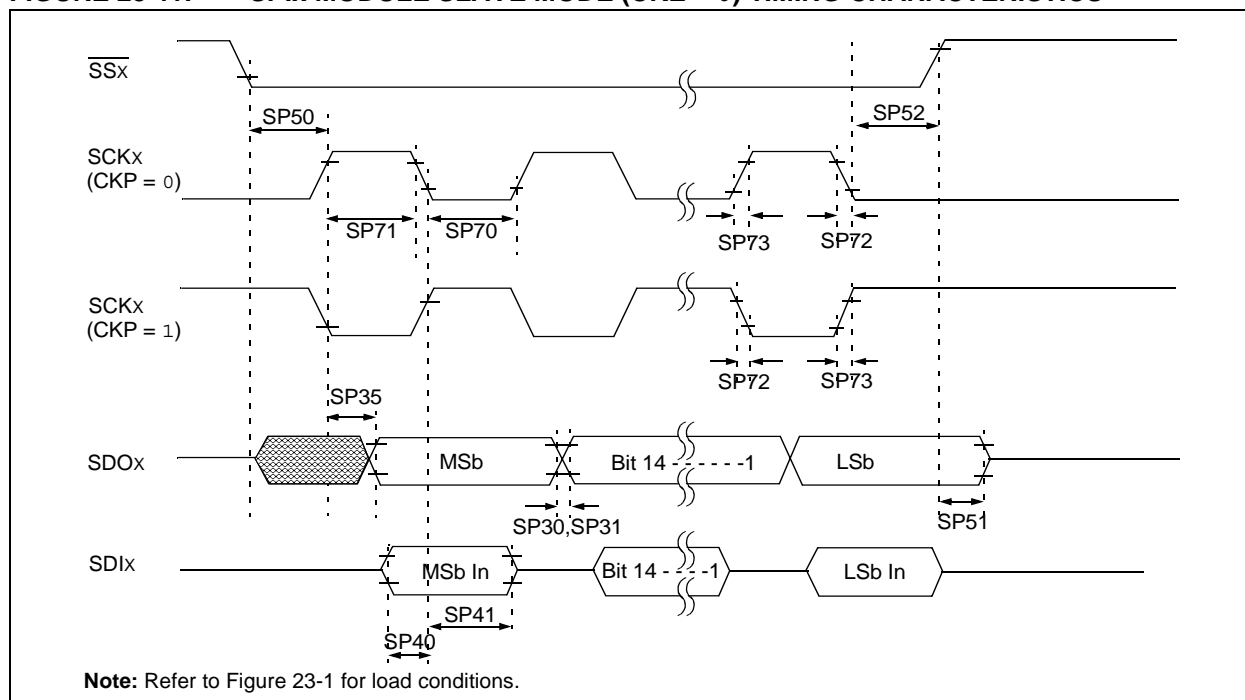 SSX
SP50
SP52
SCKX
(CKP = 0)
SP71
SP70
SP73
SP72
SCKX
(CKP = 1)
SP72
SP73
SP35
SDOX
MSb
Bit 14 - - - - - -1
LSb
SP30,SP31
SP51
SDIX
MSb In
Bit 14 - - - -1
LSb In
SP41
SP40
Note: Refer to Figure 23-1 for load conditions.